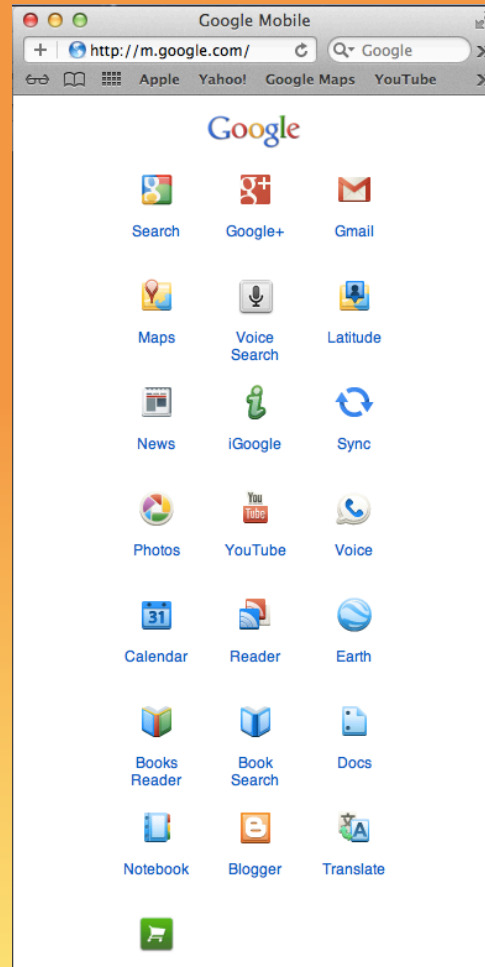 Google Mobile
+ http://m.google.com/ Google
Apple Yahoo! Google Maps YouTube
Google
g g+ M
Search Google+ Gmail
Maps Voice Search Latitude
News iGoogle Sync
You
Tube
Photos YouTube Voice
31
Calendar Reader Earth
Books Reader Book Search Docs
A
Notebook Blogger Translate